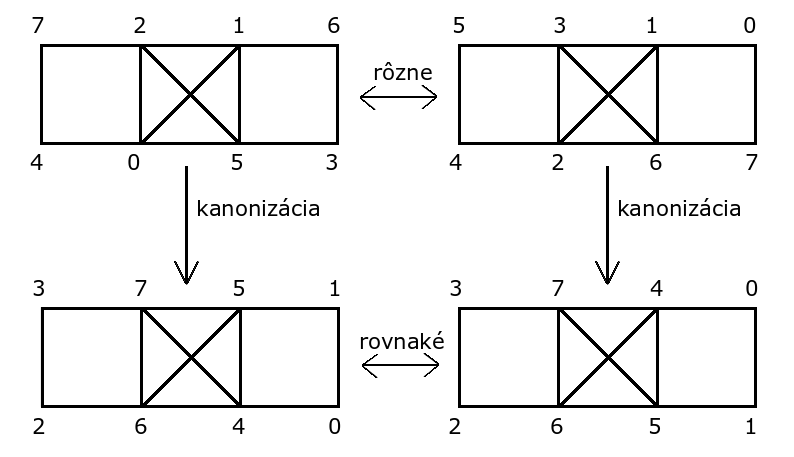 7 2 1 6
5 3 1 0
rôzne
4 0 5 3
4 2 6 7
kanonizácia
kanonizácia
3 7 5 1
3 7 4 0
rovnaké
2 6 4 0
2 6 5 1